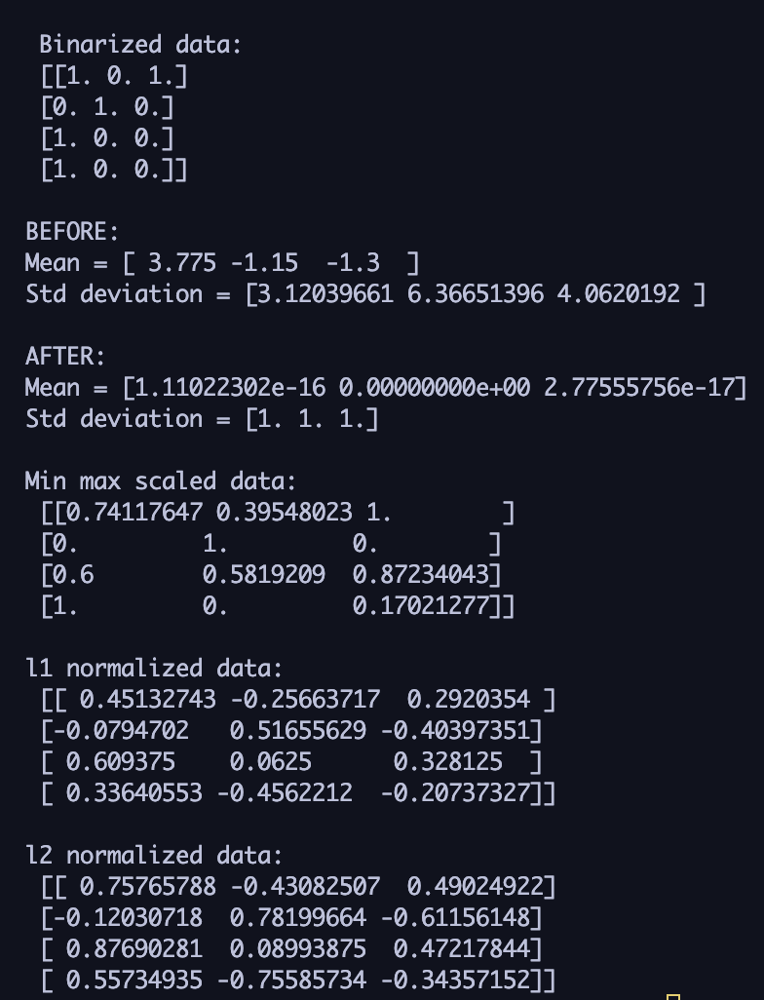 Binarized data:
[[1. 0. 1.]
[0. 1. 0.]
[1. 0. 0.]
[1. 0. 0.]]
BEFORE:
Mean = [ 3.775 -1.15  -1.3  ]
Std deviation = [3.12039661 6.36651396 4.0620192 ]
AFTER:
Mean = [1.11022302e-16 0.00000000e+00 2.77555756e-17]
Std deviation = [1. 1. 1.]
Min max scaled data:
[[0.74117647 0.39548023 1.        ]
[0.         1.         0.        ]
[0.6        0.5819209  0.87234043]
[1.         0.         0.17021277]]
l1 normalized data:
[[ 0.45132743 -0.25663717  0.2920354 ]
[-0.0794702   0.51655629 -0.40397351]
[ 0.609375    0.0625      0.328125  ]
[ 0.33640553 -0.4562212  -0.20737327]]
l2 normalized data:
[[ 0.75765788 -0.43082507  0.49024922]
[-0.12030718  0.78199664 -0.61156148]
[ 0.87690281  0.08993875  0.47217844]
[ 0.55734935 -0.75585734 -0.34357152]]